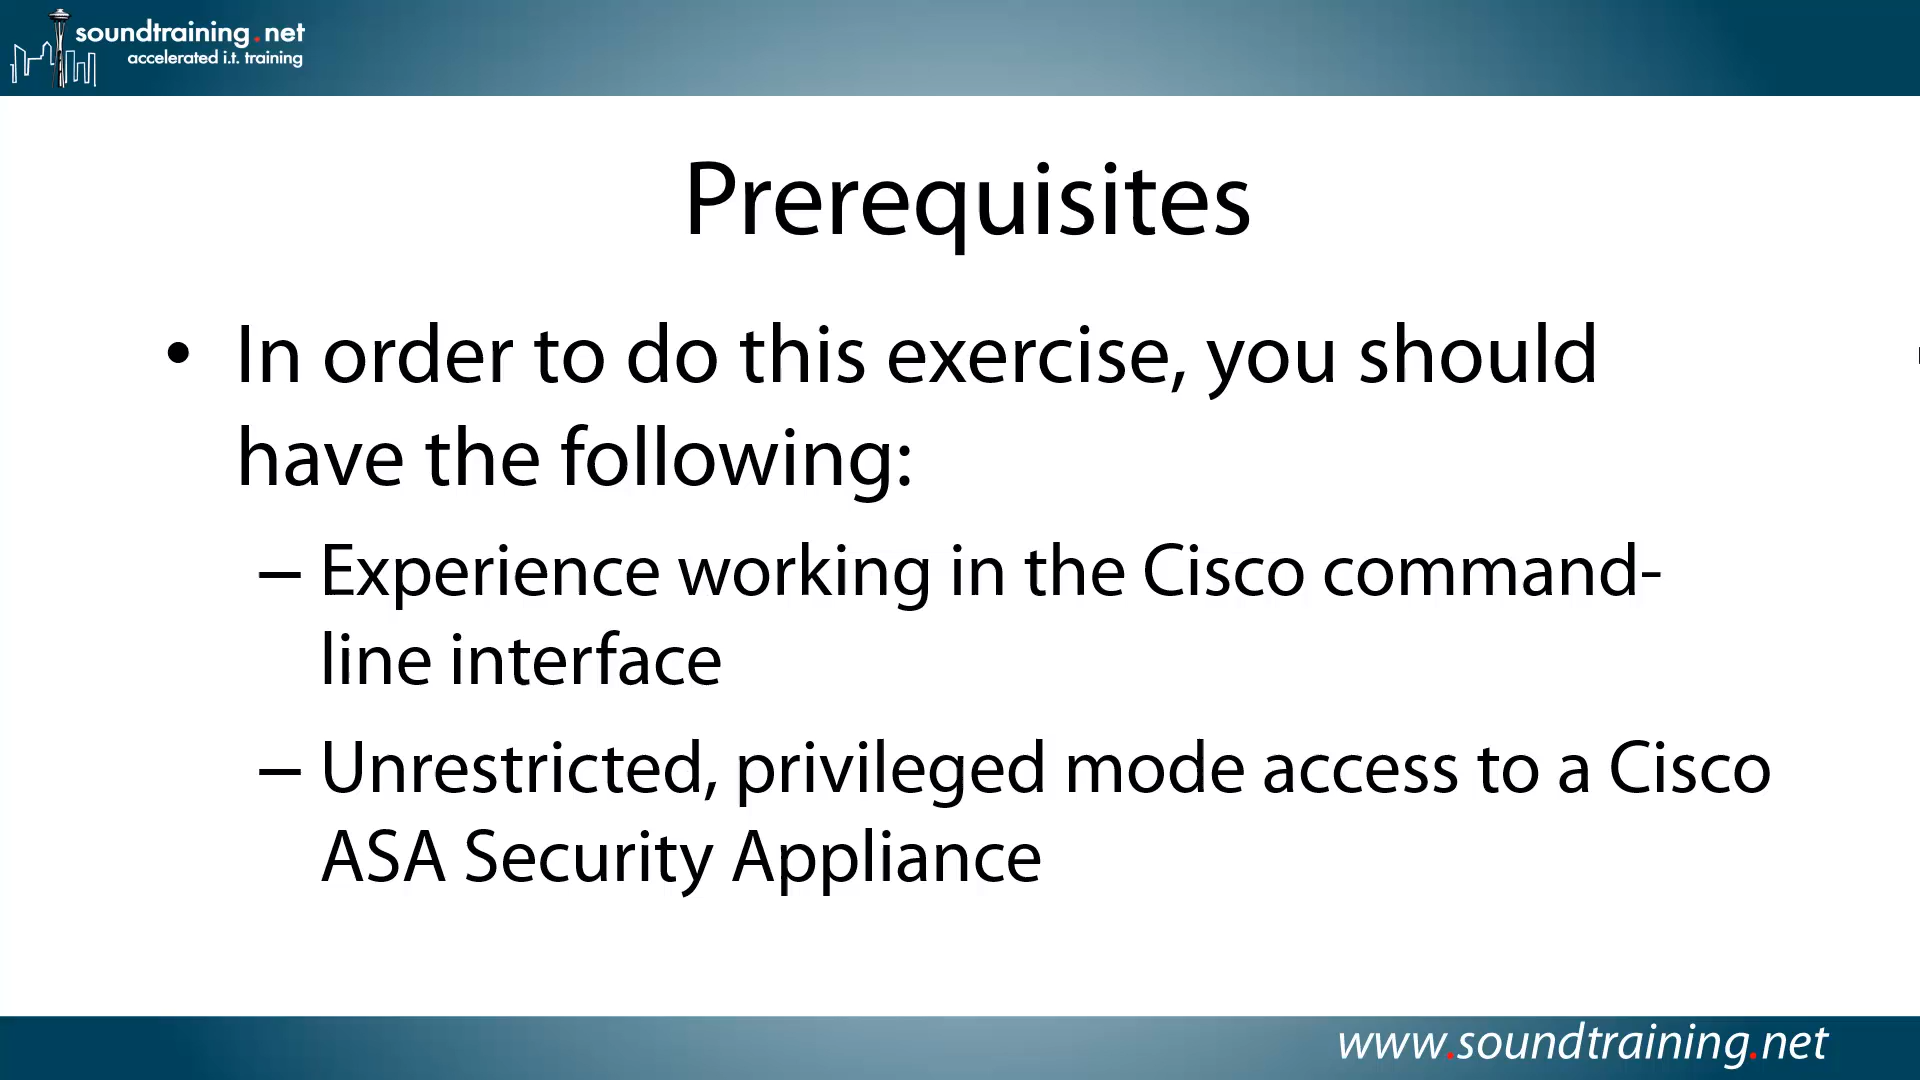 soundtraining.net
accelerated i.t. training
Prerequisites
• In order to do this exercise, you should
have the following:
– Experience working in the Cisco command-
line interface
– Unrestricted, privileged mode access to a Cisco
ASA Security Appliance
www.soundtraining.net